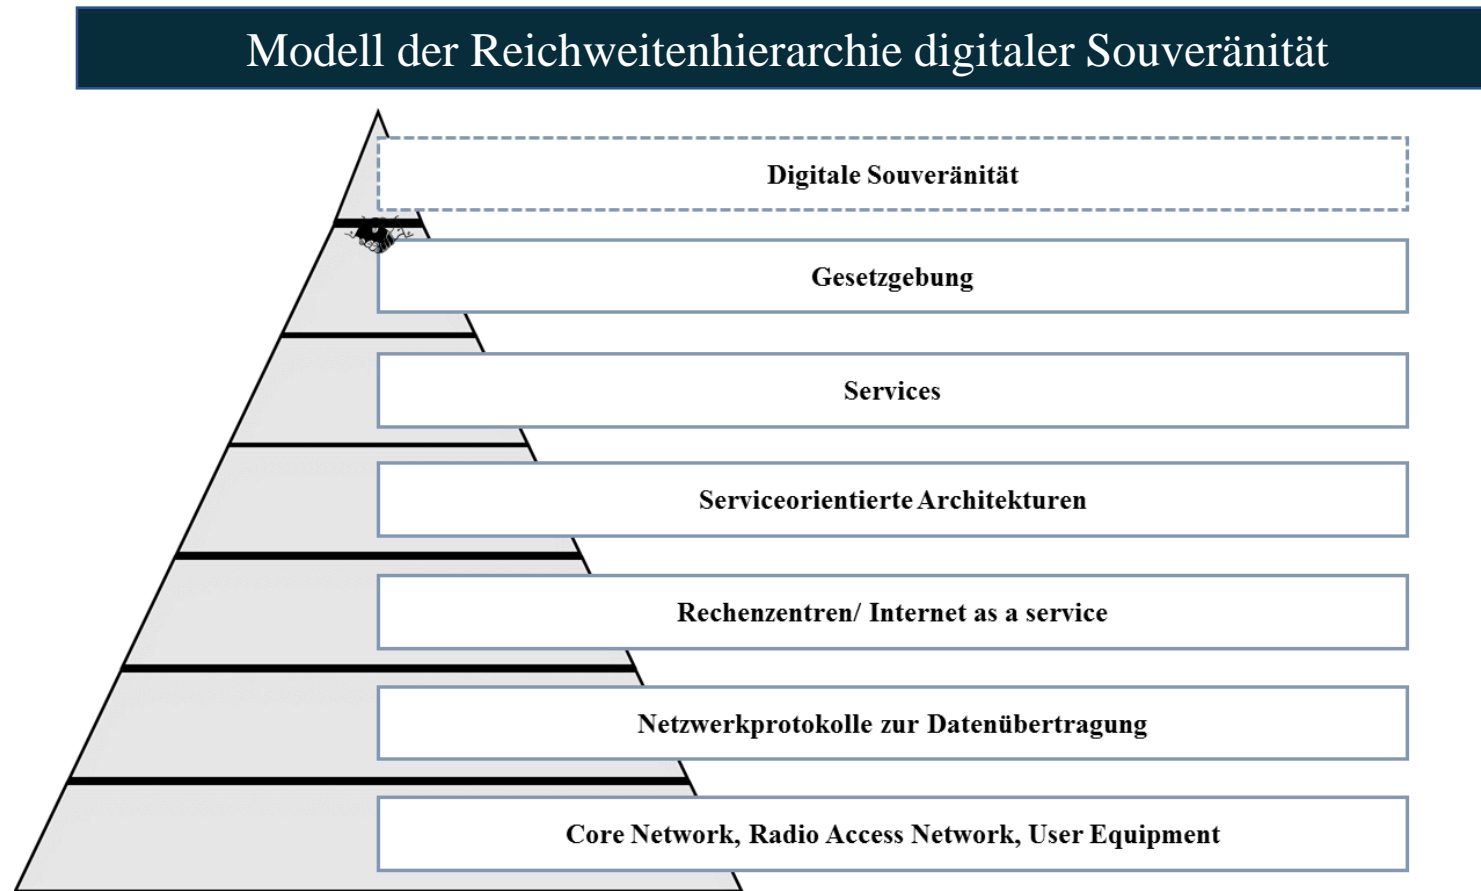 Modell der Reichweitenhierarchie digitaler Souveränität
Digitale Souveränität
Gesetzgebung
Services
Serviceorientierte Architekturen
Rechenzentren/ Internet as a service
Netzwerkprotokolle zur Datenübertragung
Core Network, Radio Access Network, User Equipment